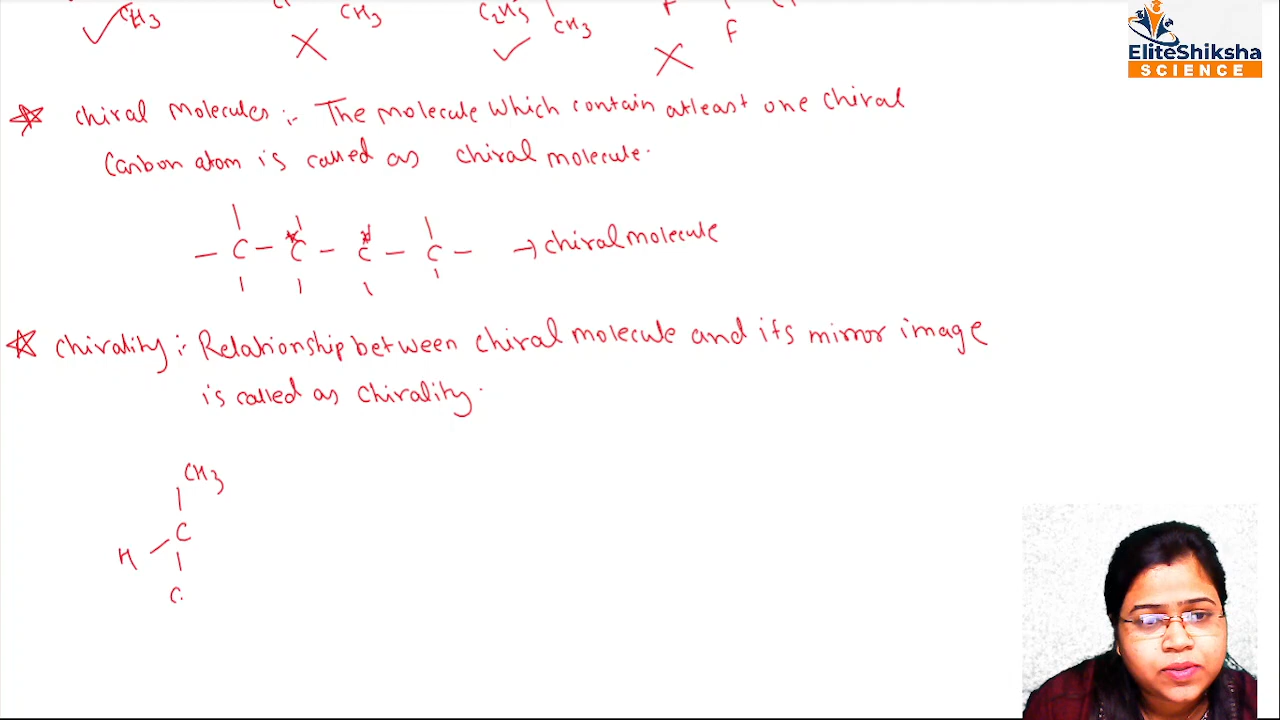 CH3 CH3 C2H5 CH3 F F
EliteShiksha
SCIENCE
chiral molecules :- The molecule which contain atleast one chiral
Carbon atom is called as chiral molecule.
C - C - C - C - → chiral molecule
Chirality :- Relationship between chiral molecule and its mirror image
is called as chirality.
CH3
C
H
C